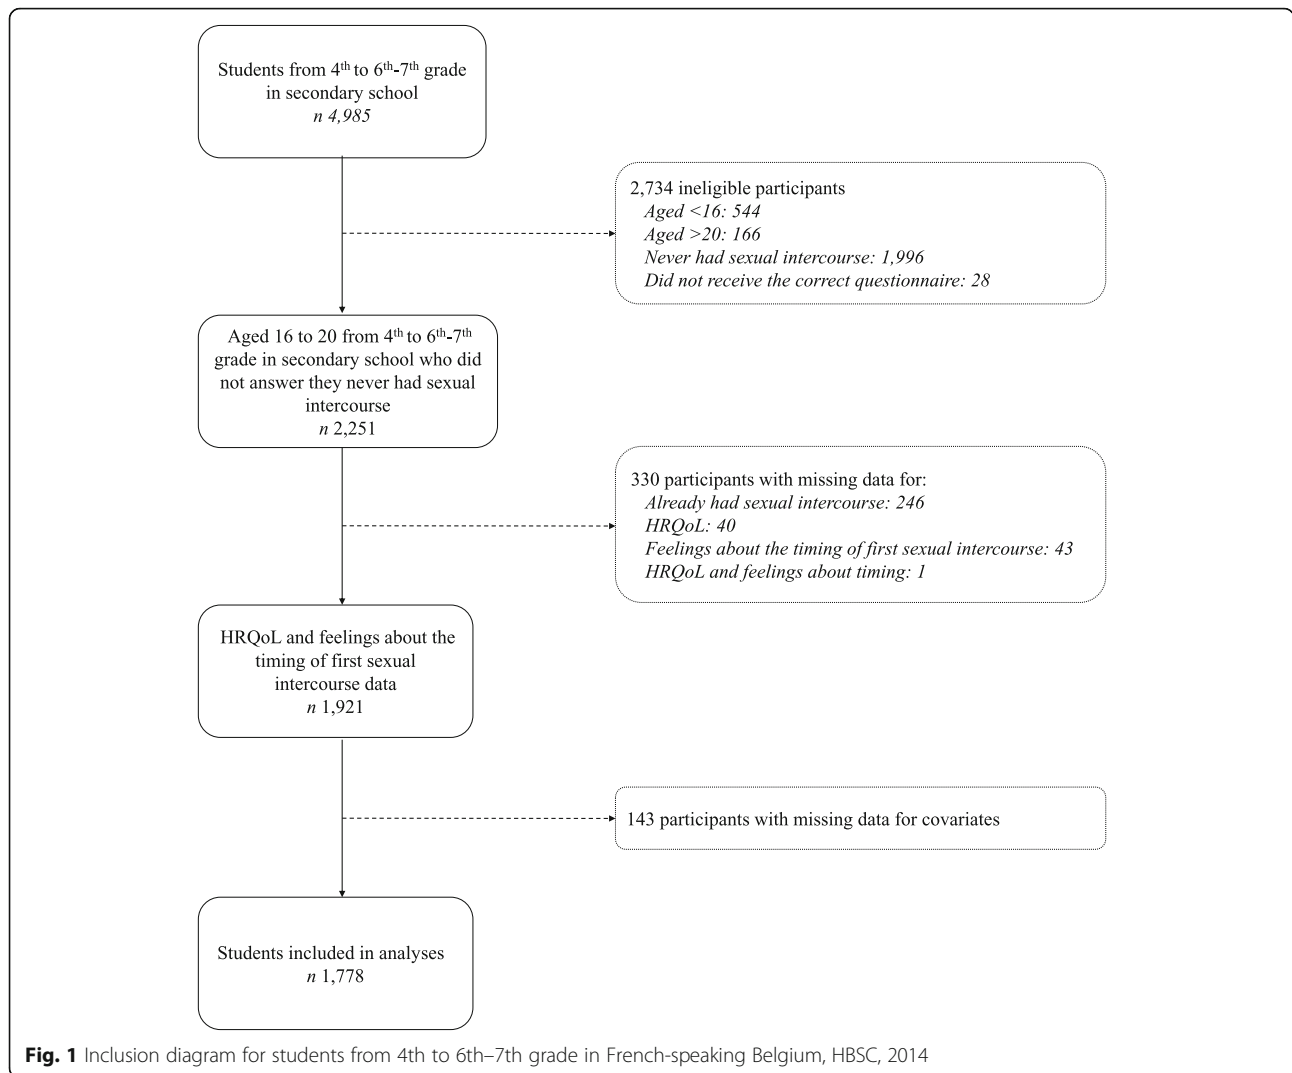 Students from 4th to 6th-7th grade
in secondary school
n 4,985
2,734 ineligible participants
Aged <16: 544
Aged >20: 166
Never had sexual intercourse: 1,996
Did not receive the correct questionnaire: 28
Aged 16 to 20 from 4th to 6th-7th
grade in secondary school who did
not answer they never had sexual
intercourse
n 2,251
330 participants with missing data for:
Already had sexual intercourse: 246
HRQoL: 40
Feelings about the timing of first sexual intercourse: 43
HRQoL and feelings about timing: 1
HRQoL and feelings about the
timing of first sexual
intercourse data
n 1,921
143 participants with missing data for covariates
Students included in analyses
n 1,778
Fig. 1 Inclusion diagram for students from 4th to 6th–7th grade in French-speaking Belgium, HBSC, 2014